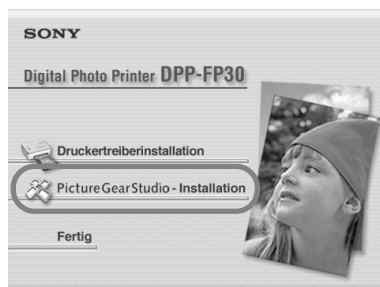 SONY
Digital Photo Printer DPP-FP30
Druckertreiberinstallation
PictureGearStudio - Installation
Fertig